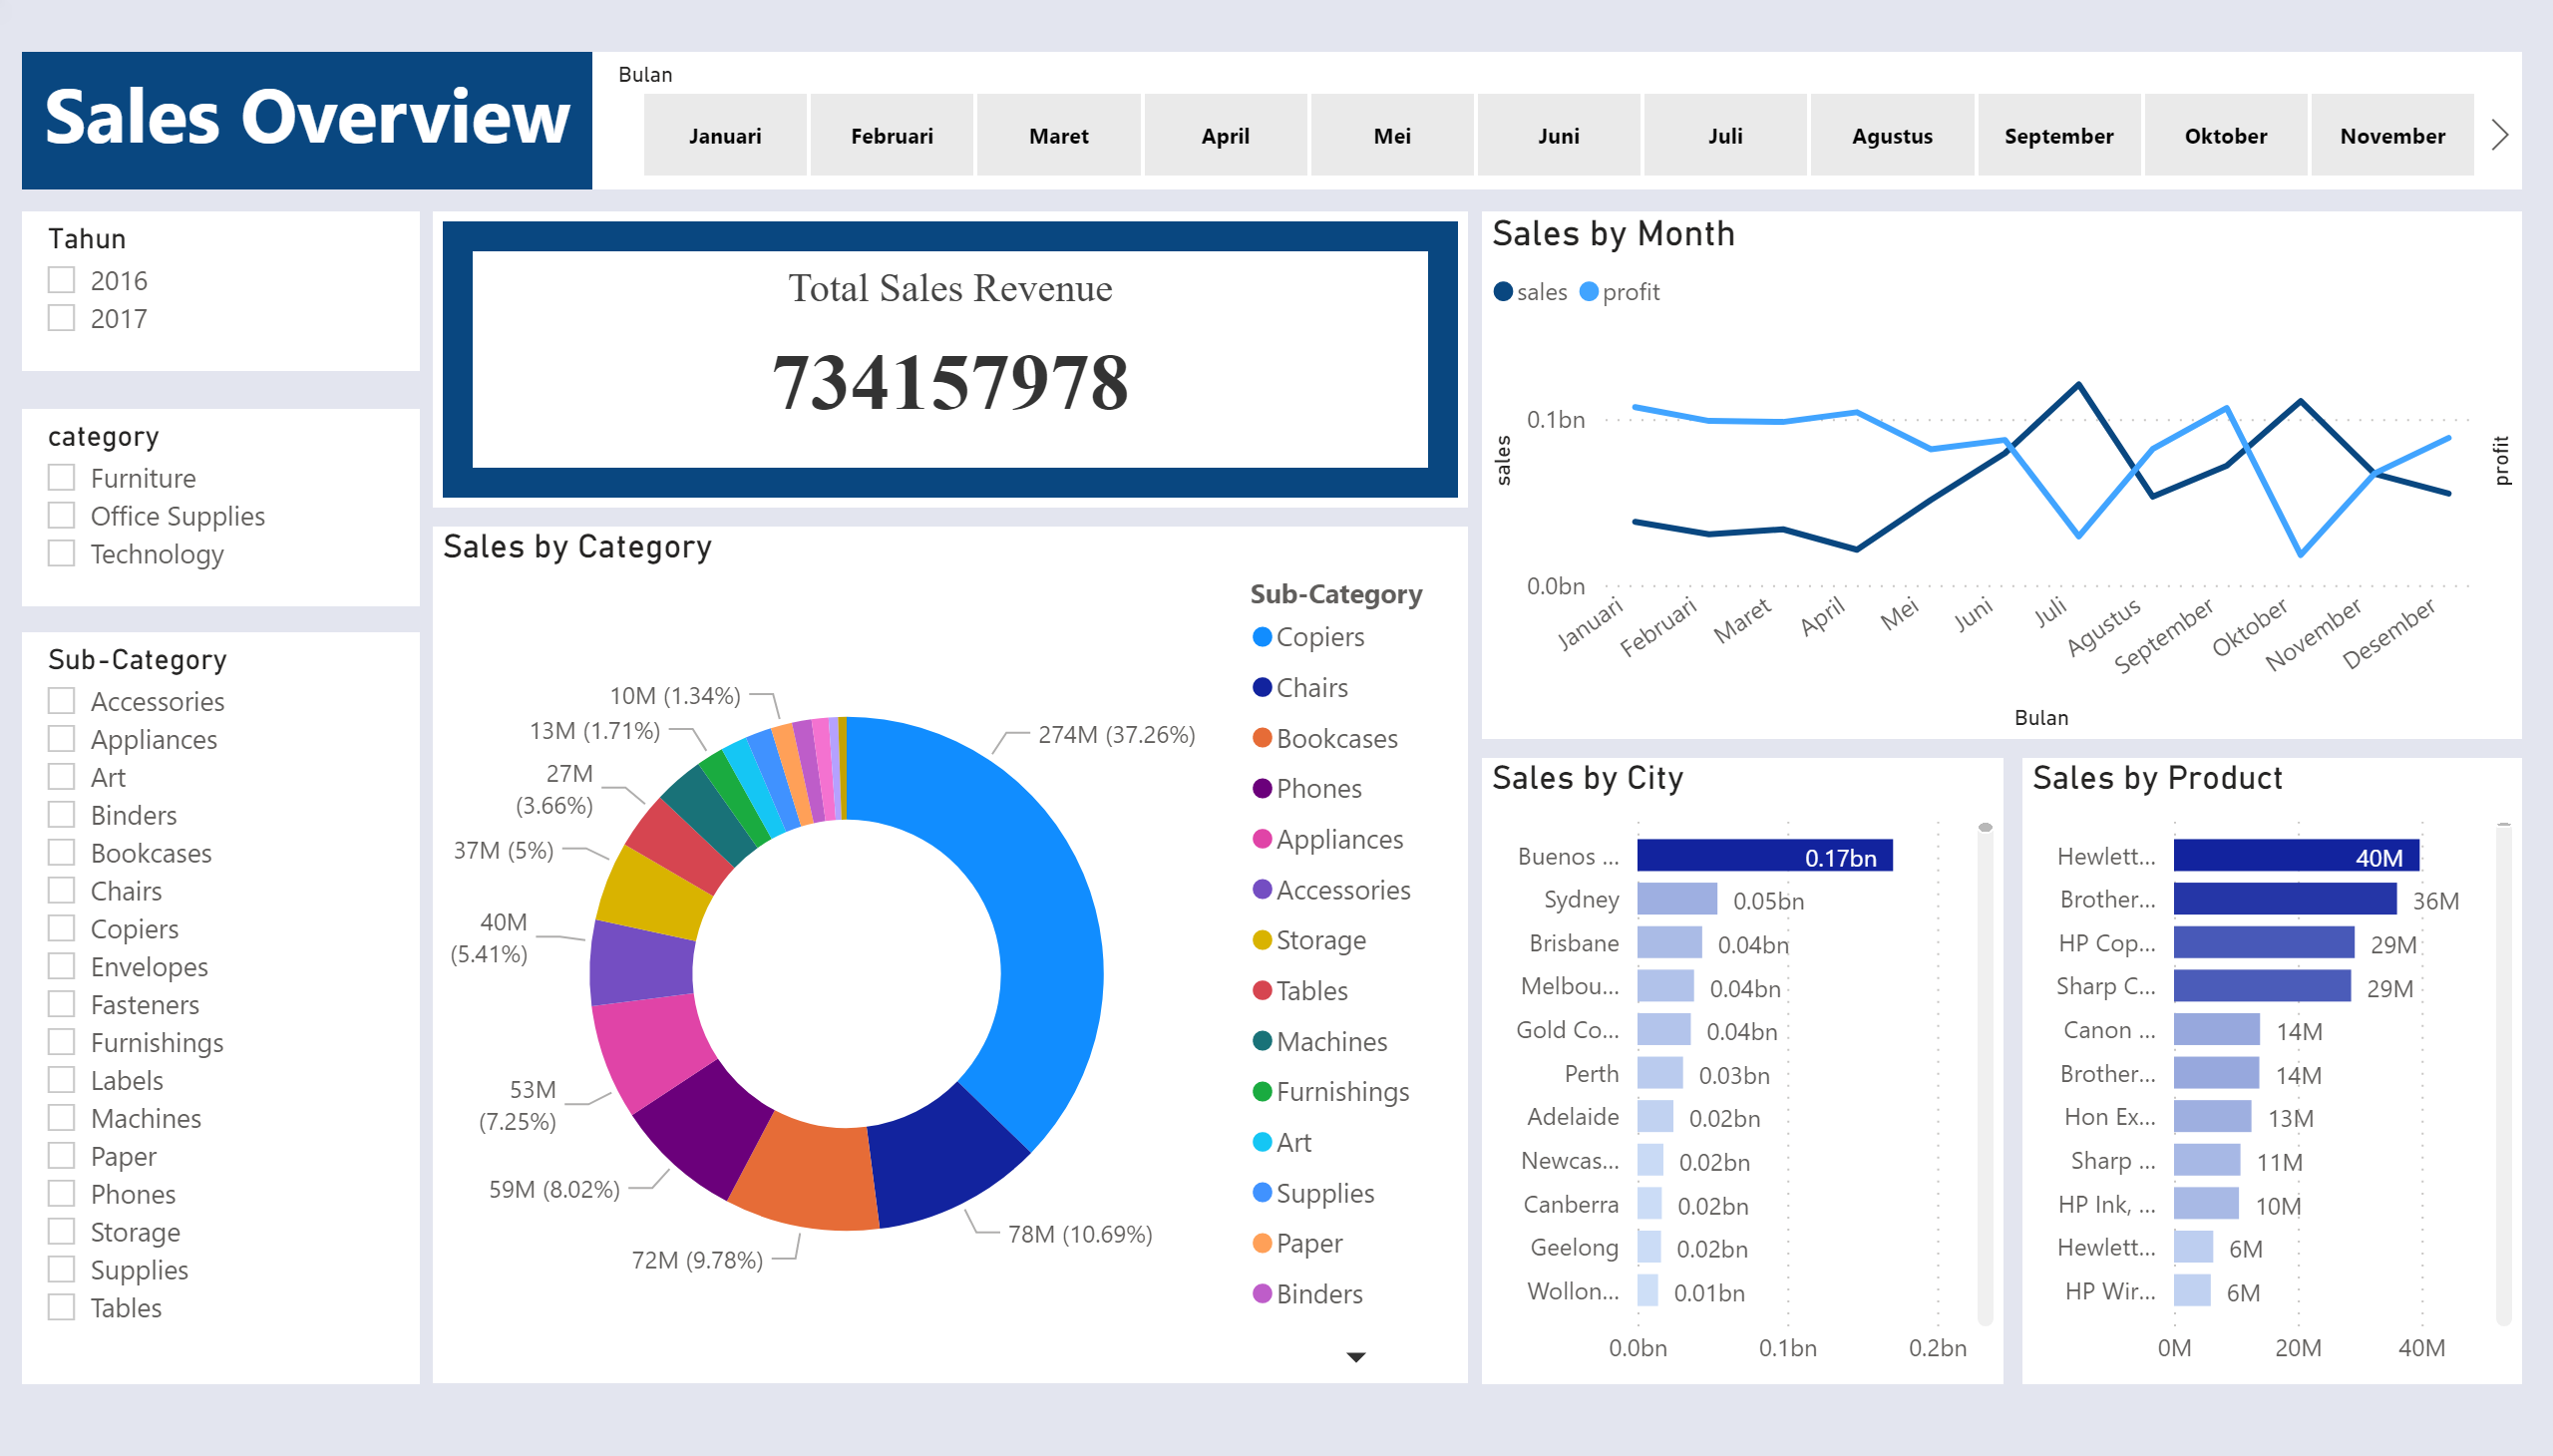 Sales Overview
Bulan
Januari
Februari
Maret
April
Mei
Juni
Juli
Agustus
September
Oktober
November
Tahun
2016
2017
category
Furniture
Office Supplies
Technology
Sub-Category
Accessories
Appliances
Art
Binders
Bookcases
Chairs
Copiers
Envelopes
Fasteners
Furnishings
Labels
Machines
Paper
Phones
Storage
Supplies
Tables
Total Sales Revenue
734157978
Sales by Category
274M (37.26%)
78M (10.69%)
72M (9.78%)
59M (8.02%)
53M
(7.25%)
40M
(5.41%)
37M (5%)
27M
(3.66%)
13M (1.71%)
10M (1.34%)
Sub-Category
Copiers
Chairs
Bookcases
Phones
Appliances
Accessories
Storage
Tables
Machines
Furnishings
Art
Supplies
Paper
Binders
Sales by Month
sales
profit
0.1bn
0.0bn
sales
profit
Januari
Februari
Maret
April
Mei
Juni
Juli
Agustus
September
Oktober
November
Desember
Bulan
Sales by City
Buenos ... 0.17bn
Sydney 0.05bn
Brisbane 0.04bn
Melbou... 0.04bn
Gold Co... 0.04bn
Perth 0.03bn
Adelaide 0.02bn
Newcas... 0.02bn
Canberra 0.02bn
Geelong 0.02bn
Wollon... 0.01bn
0.0bn 0.1bn 0.2bn
Sales by Product
Hewlett... 40M
Brother... 36M
HP Cop... 29M
Sharp C... 29M
Canon ... 14M
Brother... 14M
Hon Ex... 13M
Sharp ... 11M
HP Ink, ... 10M
Hewlett... 6M
HP Wir... 6M
0M 20M 40M